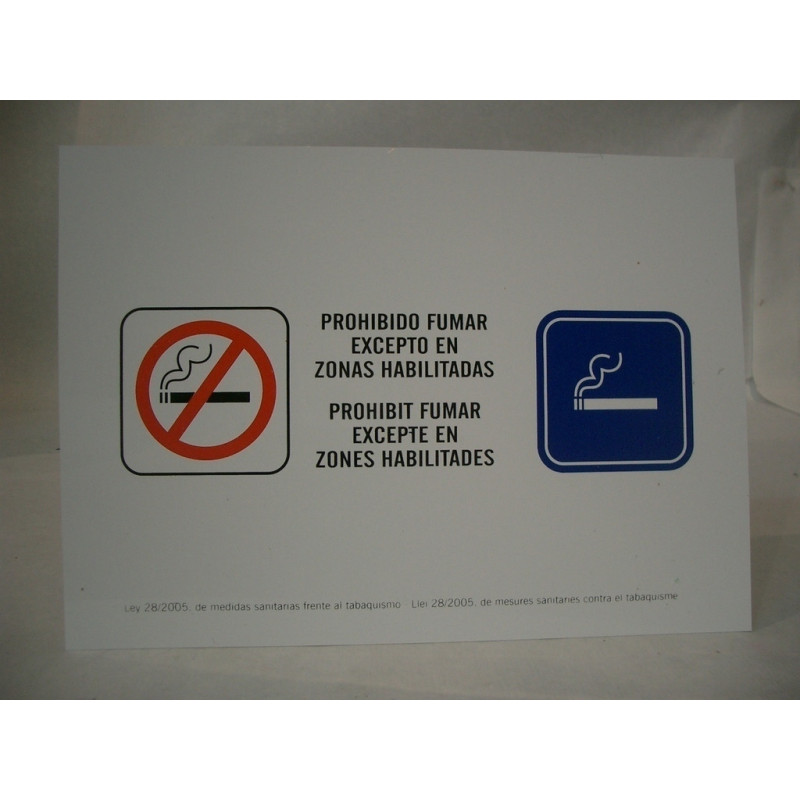 PROHIBIDO FUMAR
EXCEPTO EN
ZONAS HABILITADAS
PROHIBIT FUMAR
EXCEPTE EN
ZONES HABILITADES
Ley 28/2005. de medidas sanitarias frente al tabaquismo Llei 28/2005. de mesures sanitaries contra el tabaquisme